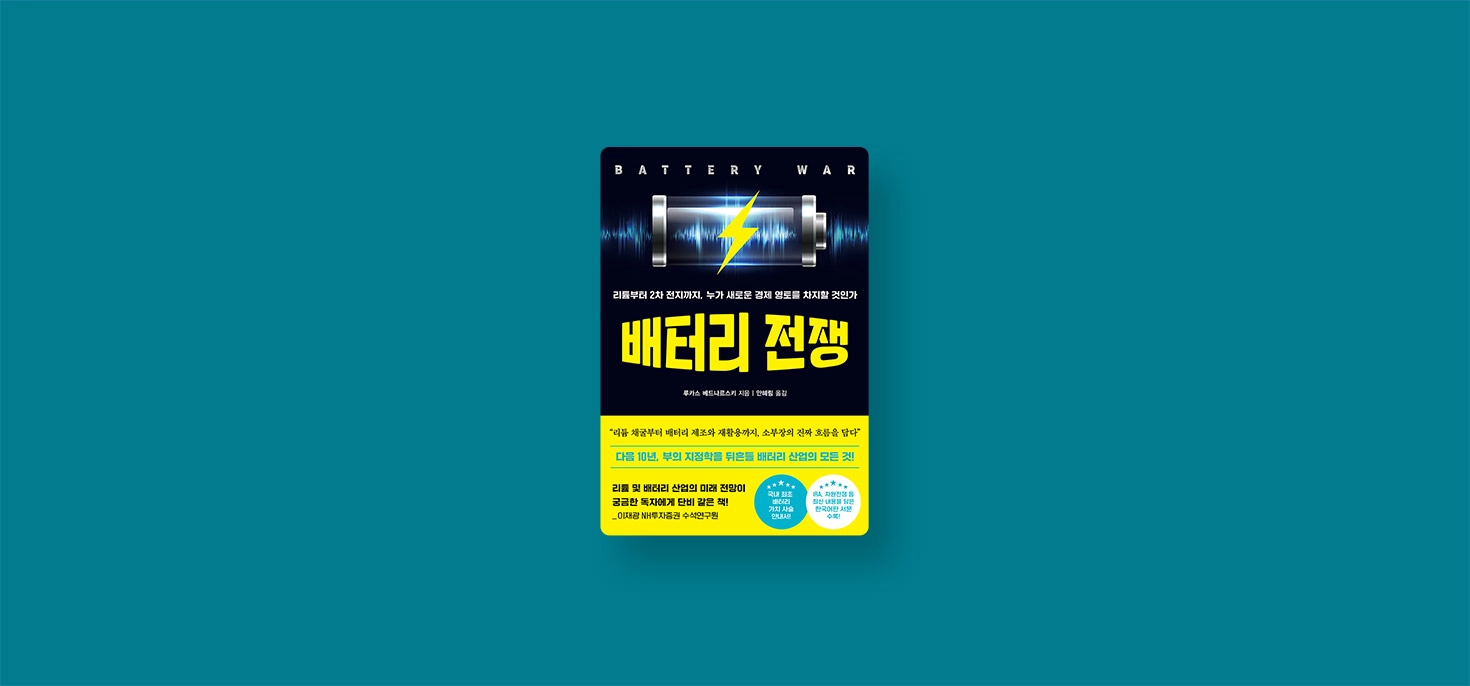 BATTERY WAR
리튬부터 2차 전지까지, 누가 새로운 경제 영토를 차지할 것인가
배터리 전쟁
루카스 베드나르스키 지음 | 안혜림 옮김
“리튬 채굴부터 배터리 제조와 재활용까지, 소부장의 진짜 흐름을 담다”
다음 10년, 부의 지정학을 뒤흔들 배터리 산업의 모든 것!
리튬 및 배터리 산업의 미래 전망이
궁금한 독자에게 단비 같은 책!
_이재광 NH투자증권 수석연구원
국내 최초
배터리
가치 사슬
안내서!
IRA, 자원전쟁 등
최신 내용을 담은
한국어판 서문
수록!